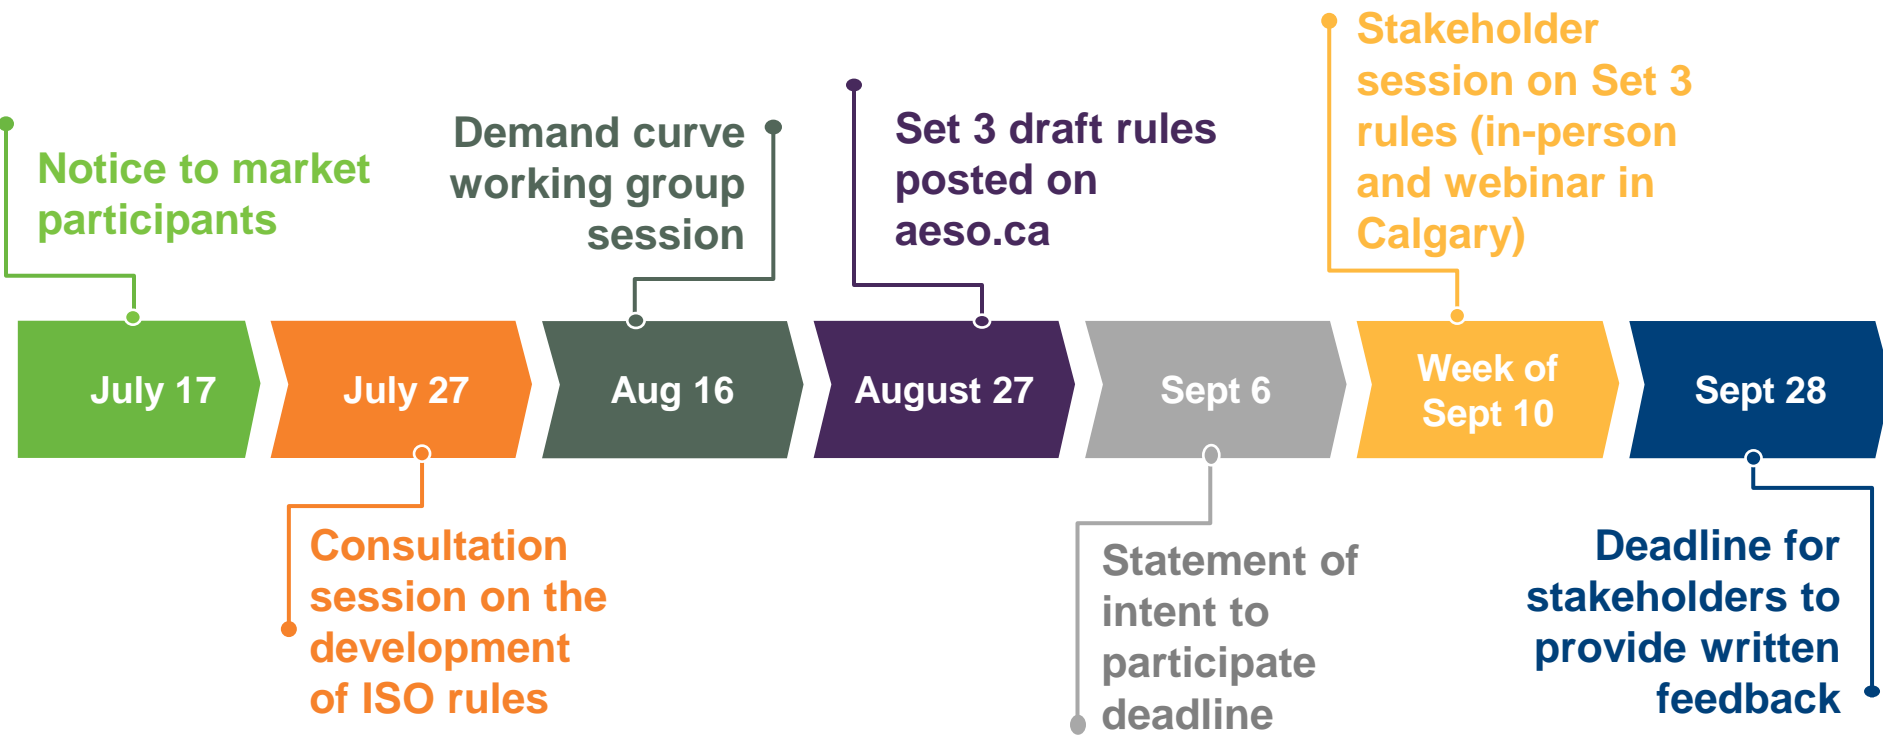 Notice to market
participants
Demand curve
working group
session
Set 3 draft rules
posted on
aeso.ca
Stakeholder
session on Set 3
rules (in-person
and webinar in
Calgary)
July 17
July 27
Aug 16
August 27
Sept 6
Week of
Sept 10
Sept 28
Consultation
session on the
development
of ISO rules
Statement of
intent to
participate
deadline
Deadline for
stakeholders to
provide written
feedback